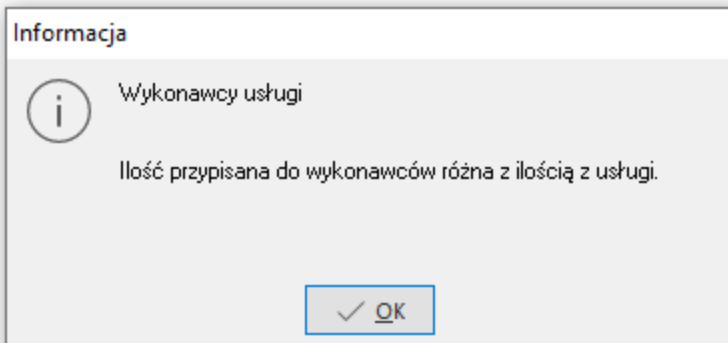 Informacja
Wykonawcy usługi
Ilość przypisana do wykonawców różna z ilością z usługi.
OK